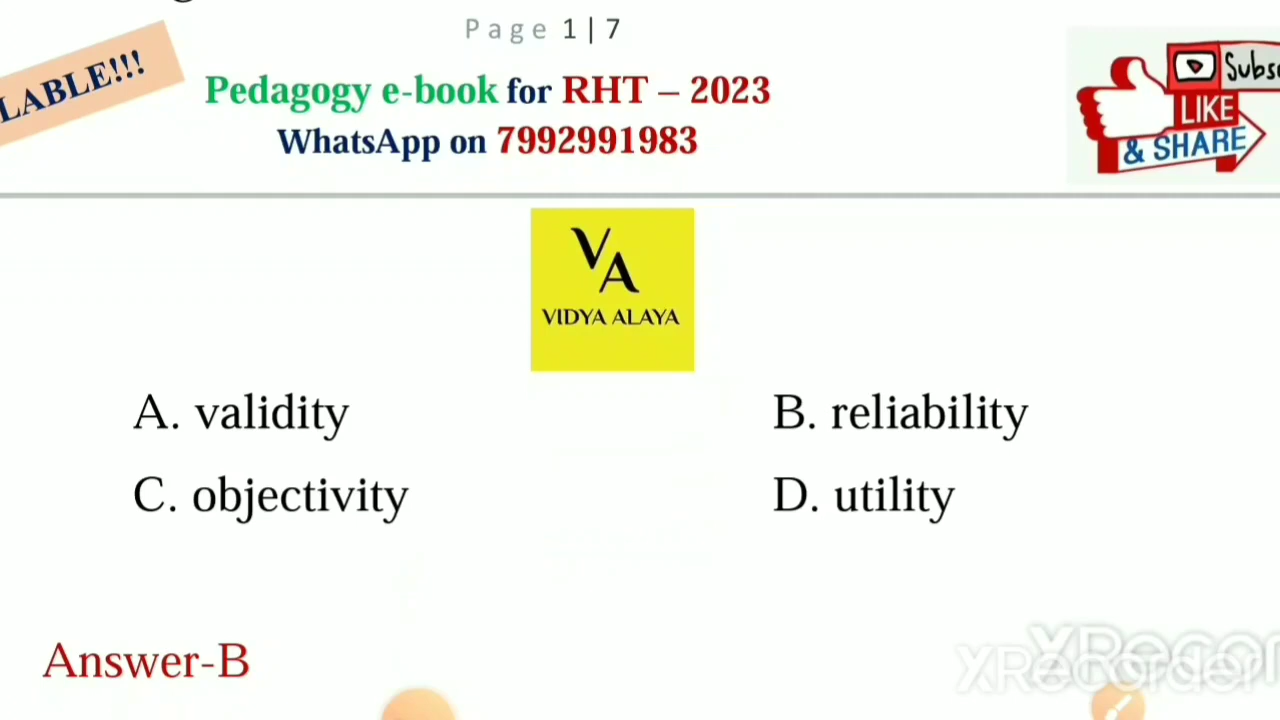 Page 1|7
LABLE!!!
Pedagogy e-book for RHT – 2023
WhatsApp on 7992991983
LIKE
& SHARE
VA
VIDYA ALAYA
A. validity
B. reliability
C. objectivity
D. utility
Answer-B
XRecorder